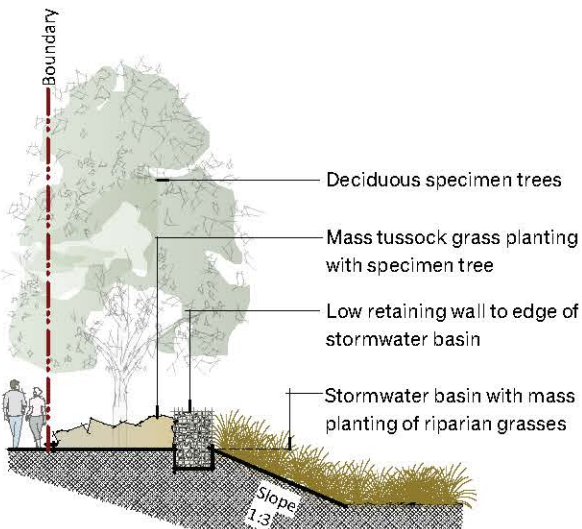 Boundary
Deciduous specimen trees
Mass tussock grass planting
with specimen tree
Low retaining wall to edge of
stormwater basin
Stormwater basin with mass
planting of riparian grasses
Slope
1:3